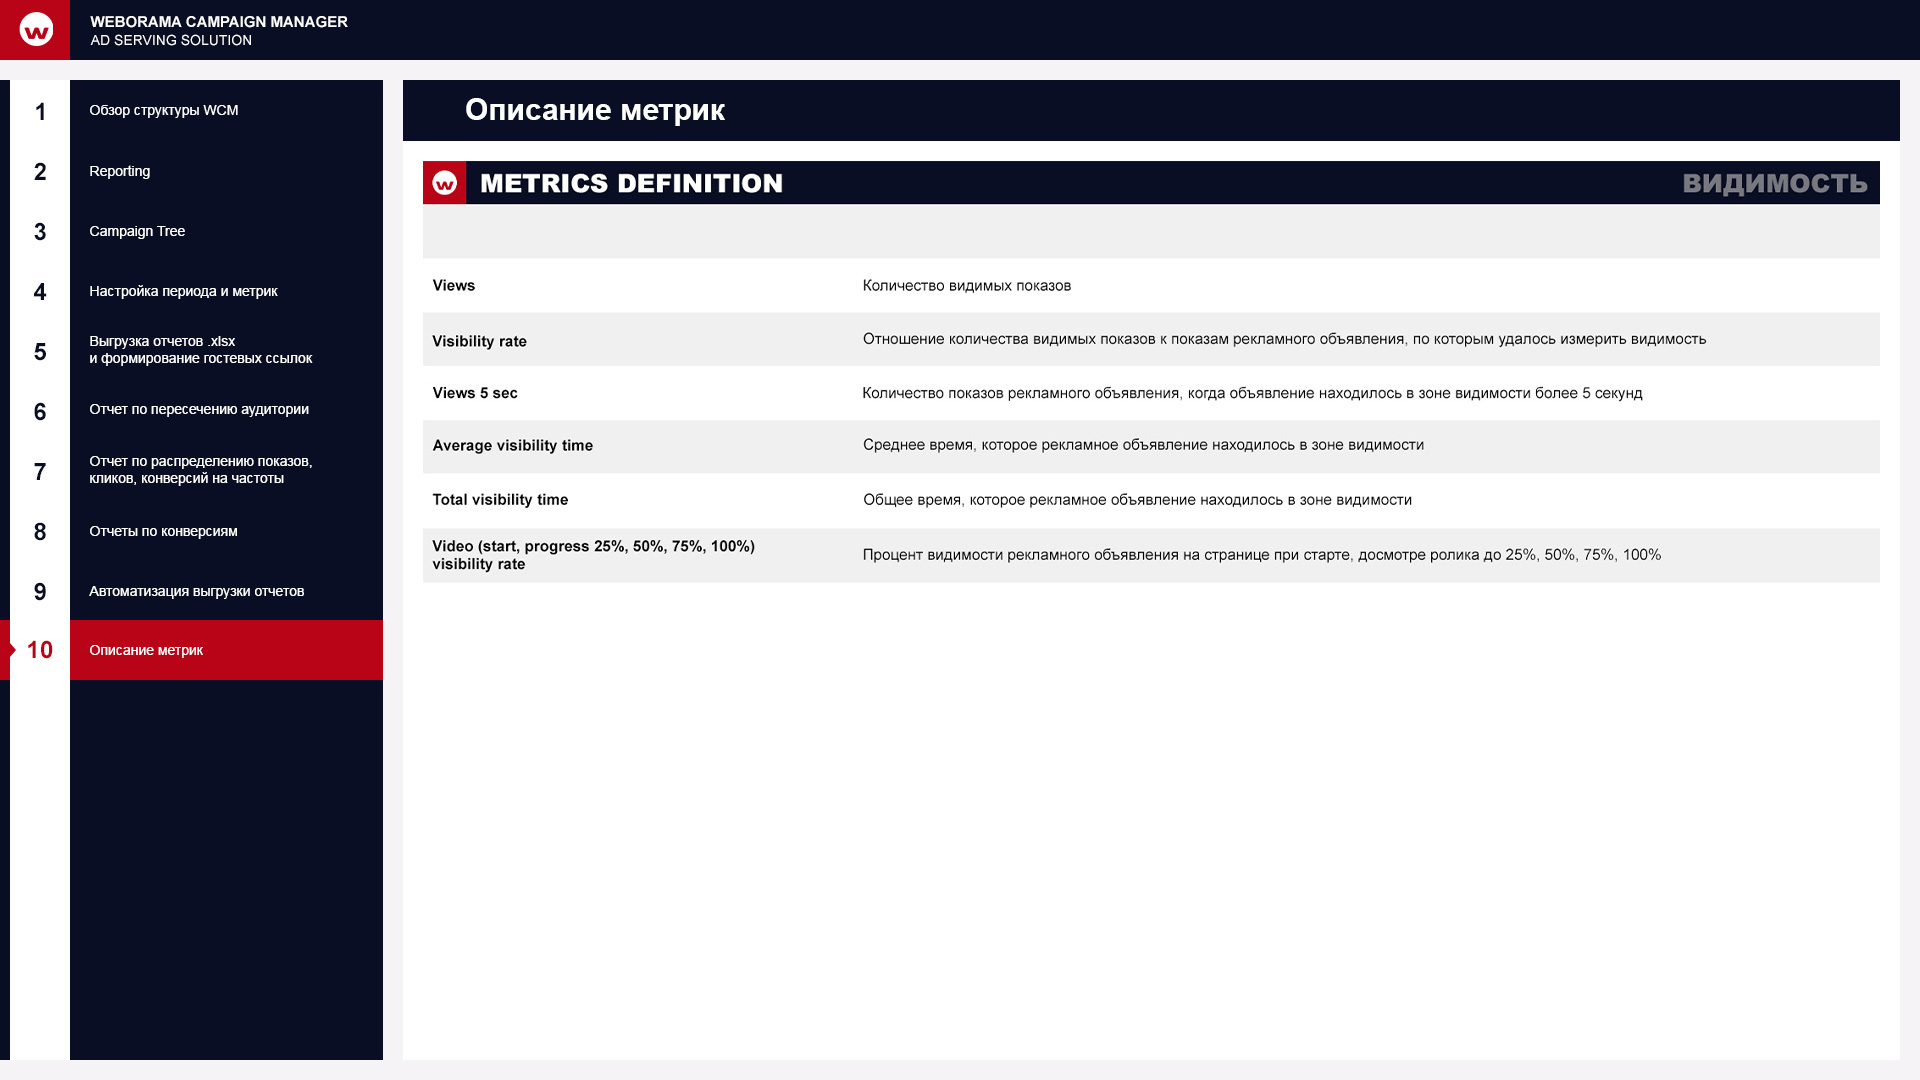 WEBORAMA CAMPAIGN MANAGER
AD SERVING SOLUTION
1 Обзор структуры WCM
2 Reporting
3 Campaign Tree
4 Настройка периода и метрик
5 Выгрузка отчетов .xlsx
и формирование гостевых ссылок
6 Отчет по пересечению аудитории
7 Отчет по распределению показов,
кликов, конверсий на частоты
8 Отчеты по конверсиям
9 Автоматизация выгрузки отчетов
10 Описание метрик
Описание метрик
METRICS DEFINITION ВИДИМОСТЬ
Views Количество видимых показов
Visibility rate Отношение количества видимых показов к показам рекламного объявления, по которым удалось измерить видимость
Views 5 sec Количество показов рекламного объявления, когда объявление находилось в зоне видимости более 5 секунд
Average visibility time Среднее время, которое рекламное объявление находилось в зоне видимости
Total visibility time Общее время, которое рекламное объявление находилось в зоне видимости
Video (start, progress 25%, 50%, 75%, 100%)
visibility rate
Процент видимости рекламного объявления на странице при старте, досмотре ролика до 25%, 50%, 75%, 100%